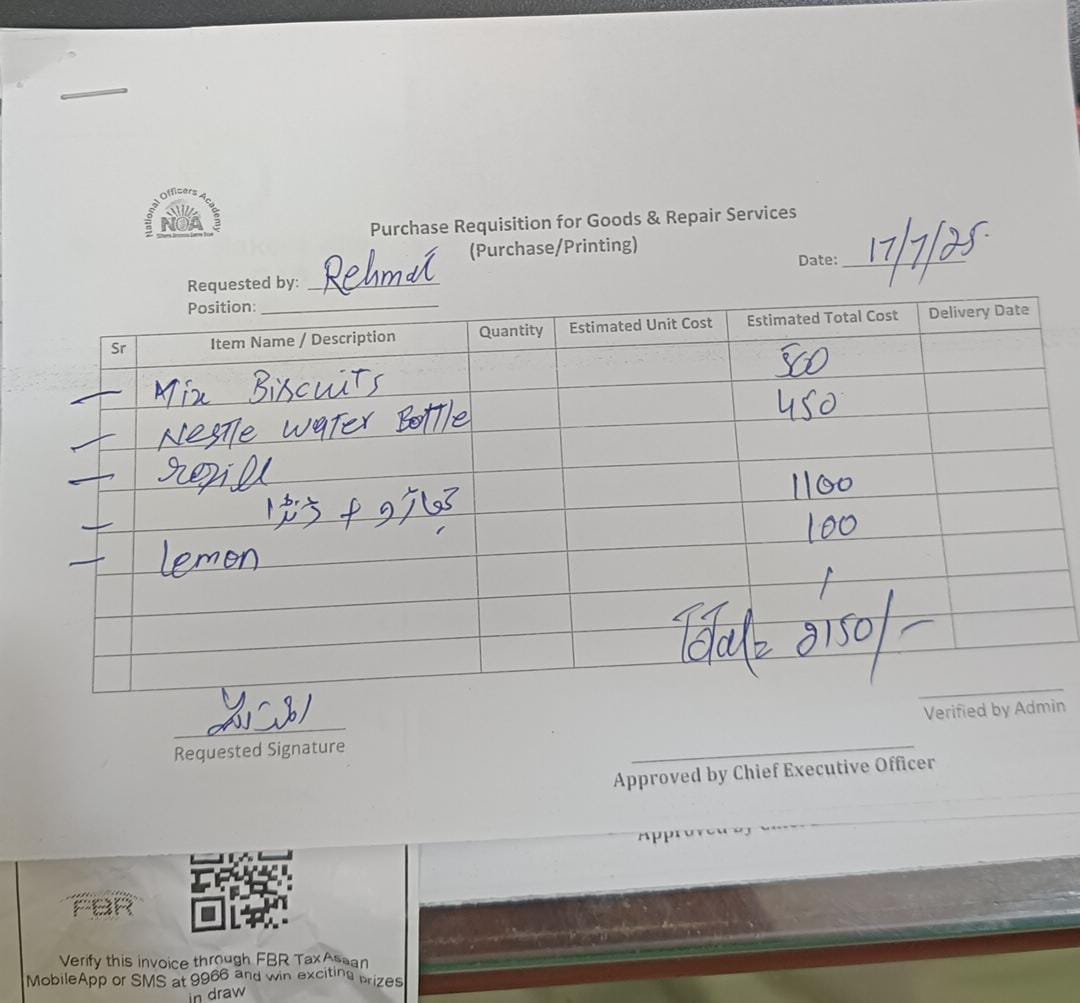 National Officers Academy
NOA
Purchase Requisition for Goods & Repair Services
(Purchase/Printing)
Requested by: Rehmat
Date: 17/7/25
Position:
Sr Item Name / Description Quantity Estimated Unit Cost Estimated Total Cost Delivery Date
Mix Biscuits 500
Nestle Water Bottle 450
refill
1100
Lemon 100
Total= 2150/-
Requested Signature
Verified by Admin
Approved by Chief Executive Officer
Approved by
FBR
Verify this invoice through FBR TaxAsaan
MobileApp or SMS at 9966 and win exciting prizes
in draw